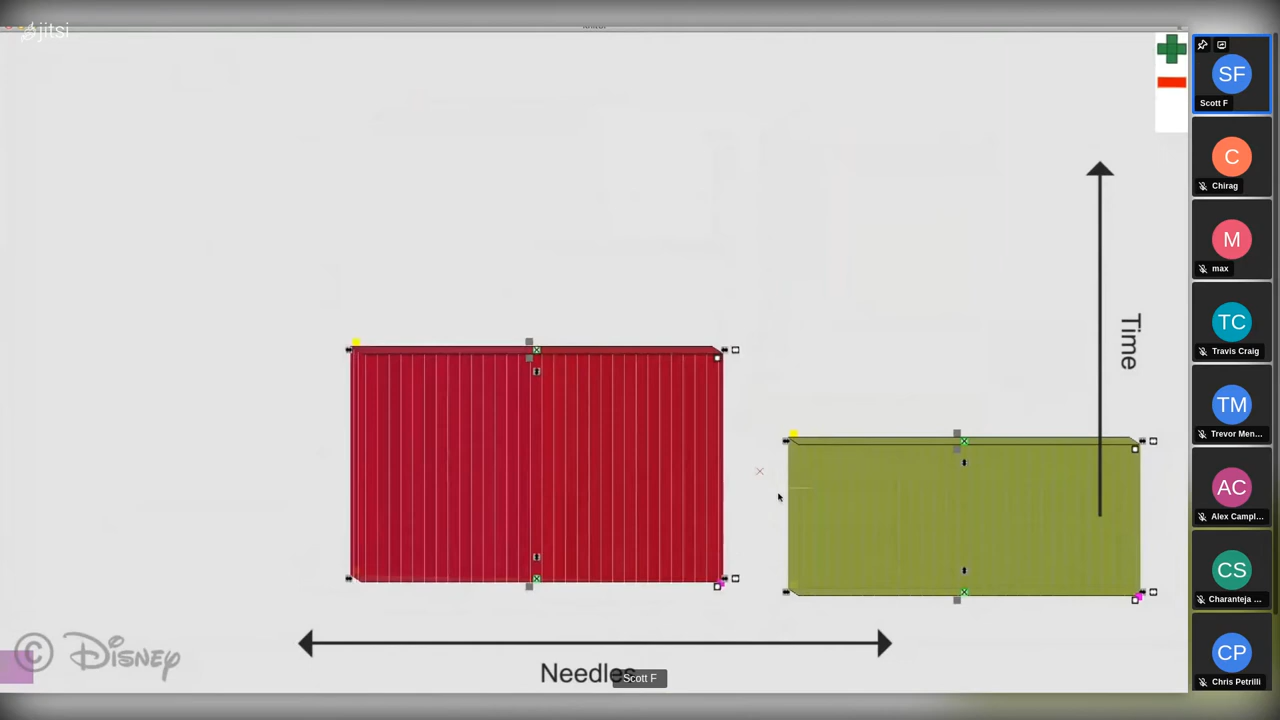 jitsi
SF
Scott F
C
Chirag
M
max
TC
Travis Craig
Time
TM
Trevor Men...
AC
Alex Campl...
CS
Charanteja ...
© Disney
Needles
Scott F
CP
Chris Petrilli